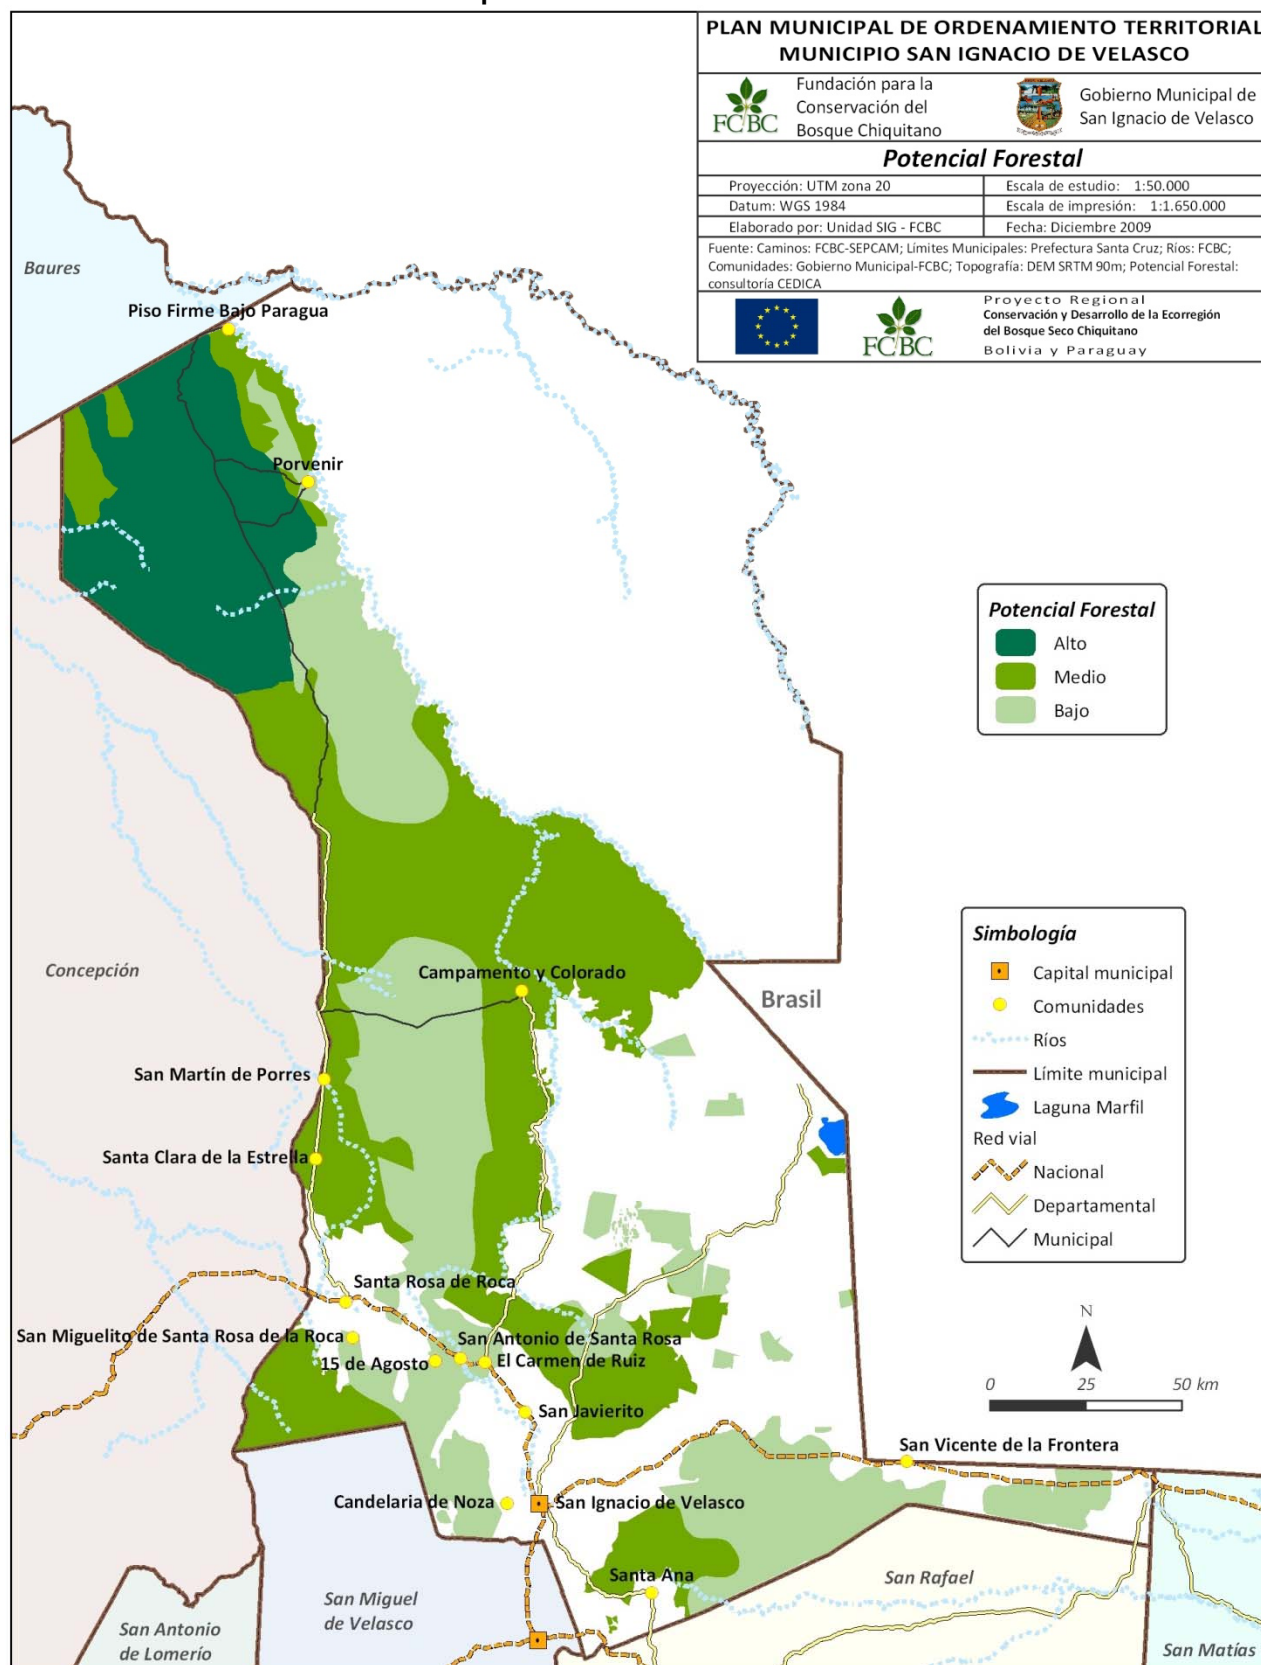 PLAN MUNICIPAL DE ORDENAMIENTO TERRITORIAL
MUNICIPIO SAN IGNACIO DE VELASCO
FCBC
Fundación para la
Conservación del
Bosque Chiquitano
Gobierno Municipal de
San Ignacio de Velasco
Potencial Forestal
Proyección: UTM zona 20
Escala de estudio: 1:50.000
Datum: WGS 1984
Escala de impresión: 1:1.650.000
Elaborado por: Unidad SIG - FCBC
Fecha: Diciembre 2009
Fuente: Caminos: FCBC-SEPCAM; Límites Municipales: Prefectura Santa Cruz; Ríos: FCBC;
Comunidades: Gobierno Municipal-FCBC; Topografía: DEM SRTM 90m; Potencial Forestal:
consultoría CEDICA
FCBC
Proyecto Regional
Conservación y Desarrollo de la Ecorregión
del Bosque Seco Chiquitano
Bolivia y Paraguay
Baures
Piso Firme Bajo Paragua
Porvenir
Potencial Forestal
Alto
Medio
Bajo
Concepción
Campamento y Colorado
Brasil
San Martín de Porres
Santa Clara de la Estrella
Simbología
Capital municipal
Comunidades
Ríos
Límite municipal
Laguna Marfil
Red vial
Nacional
Departamental
Municipal
Santa Rosa de Roca
San Miguelito de Santa Rosa de la Roca
San Antonio de Santa Rosa
15 de Agosto
El Carmen de Ruiz
San Javierito
N
0 25 50 km
San Vicente de la Frontera
Candelaria de Noza
San Ignacio de Velasco
Santa Ana
San Rafael
San Miguel
de Velasco
San Antonio
de Lomerío
San Matías